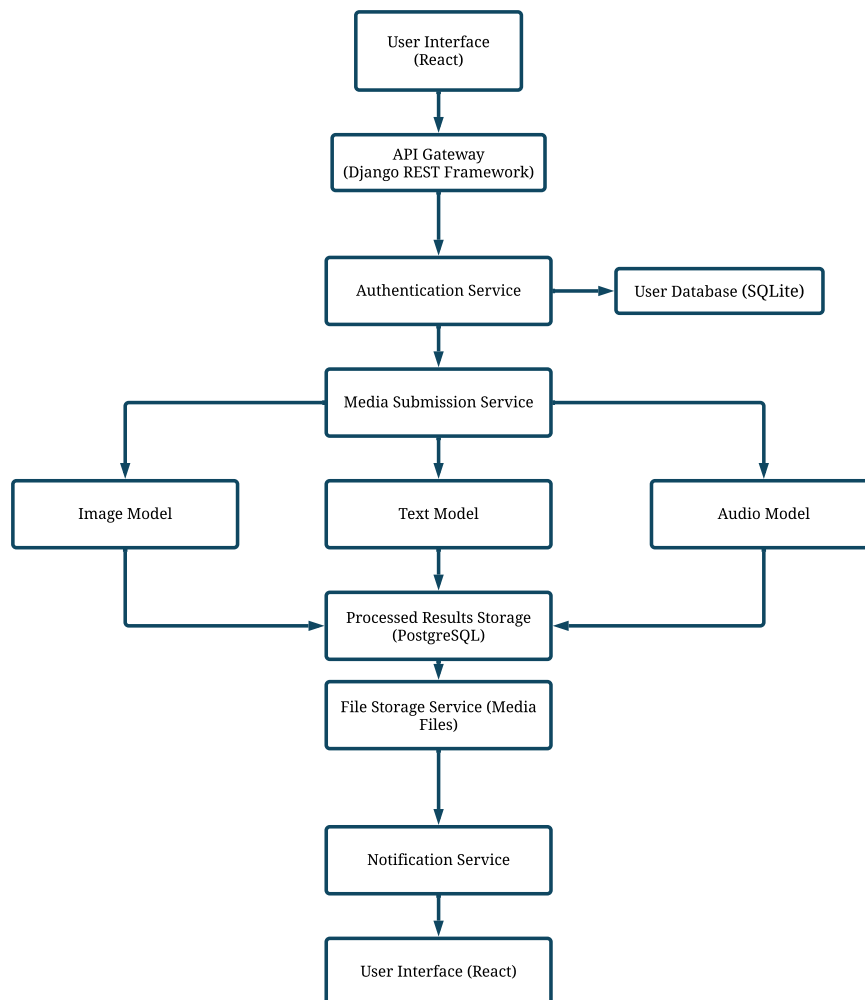 User Interface
(React)
API Gateway
(Django REST Framework)
Authentication Service
User Database (SQLite)
Media Submission Service
Image Model
Text Model
Audio Model
Processed Results Storage
(PostgreSQL)
File Storage Service (Media
Files)
Notification Service
User Interface (React)